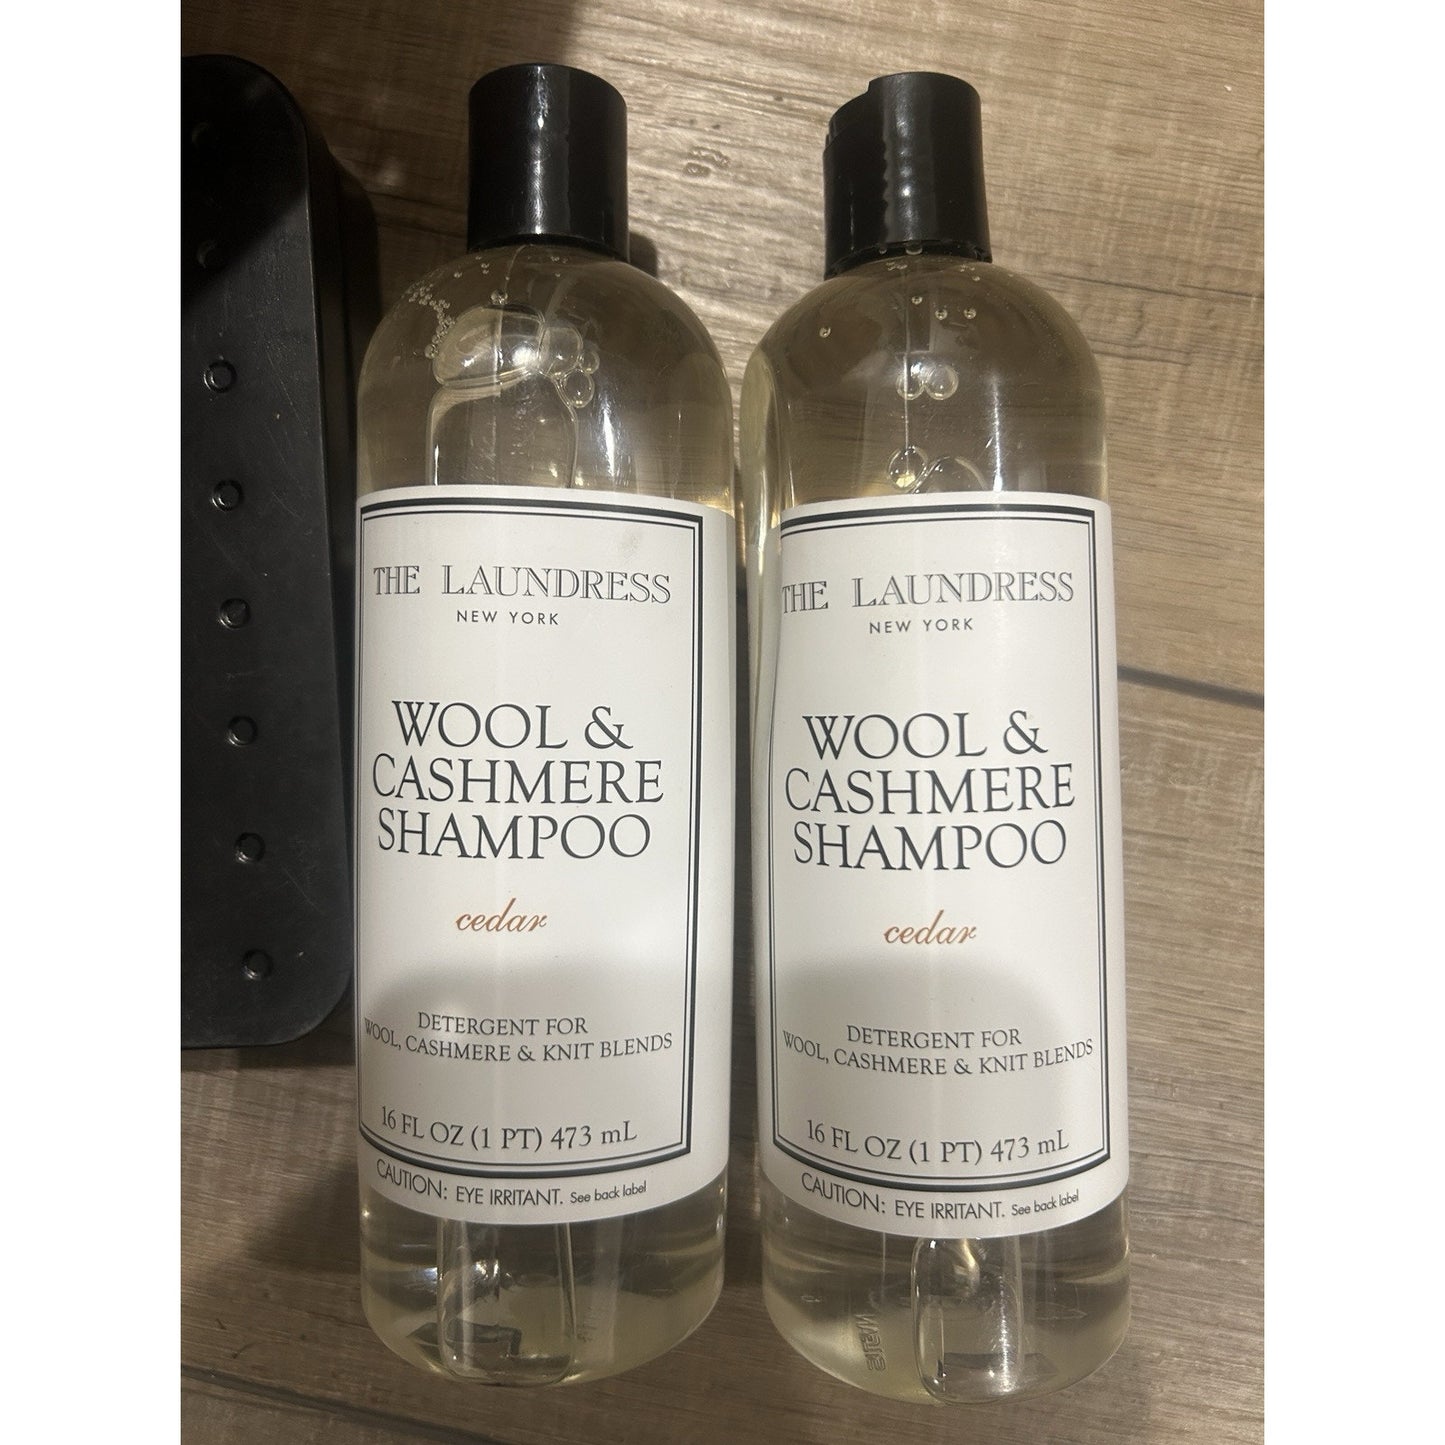 THE LAUNDRESS
NEW YORK
WOOL &
CASHMERE
SHAMPOO
cedar
DETERGENT FOR
WOOL, CASHMERE & KNIT BLENDS
16 FL OZ (1 PT) 473 mL
CAUTION: EYE IRRITANT. See back label
THE LAUNDRESS
NEW YORK
WOOL &
CASHMERE
SHAMPOO
cedar
DETERGENT FOR
WOOL, CASHMERE & KNIT BLENDS
16 FL OZ (1 PT) 473 mL
CAUTION: EYE IRRITANT. See back label